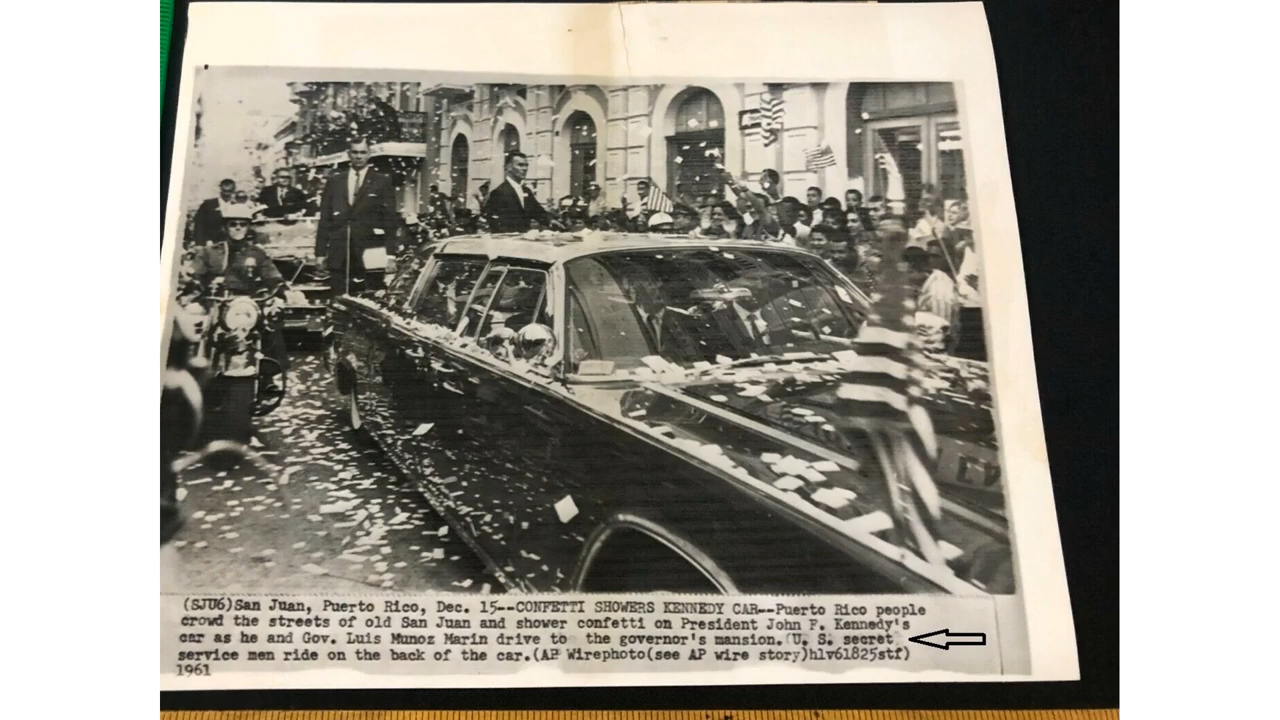 (SJU6)San Juan, Puerto Rico, Dec. 15--CONFETTI SHOWERS KENNEDY CAR--Puerto Rico people
crowd the streets of old San Juan and shower confetti on President John F. Kennedy's
car as he and Gov. Luis Munoz Marin drive to the governor's mansion. (U. S. secret
service men ride on the back of the car.(AP Wirephoto(see AP wire story)hlv61825stf)
1961